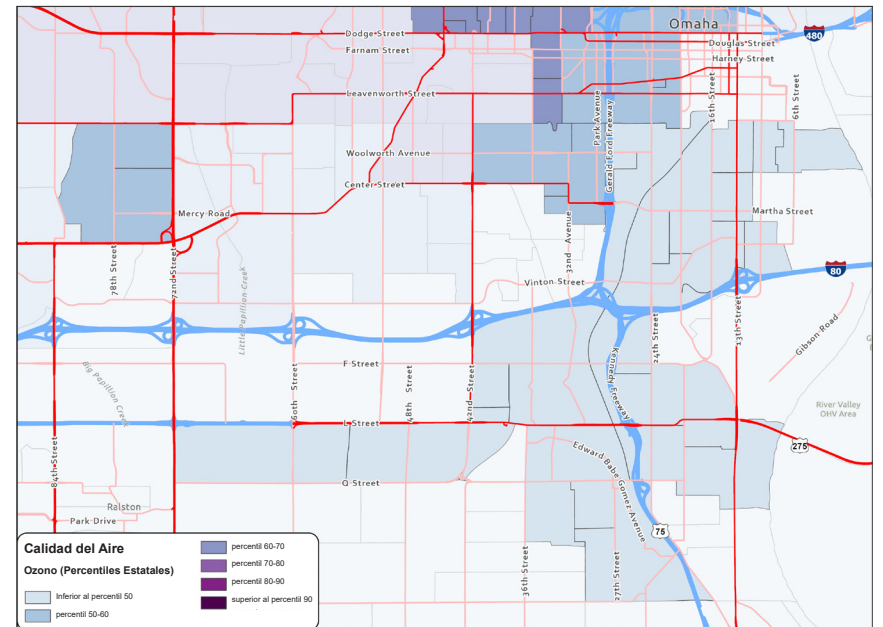 Omaha
480
Dodge Street
Douglas Street
Farnam Street
Harney Street
Leavenworth Street
Park Avenue
Gerald Ford Freeway
16th Street
6th Street
Woolworth Avenue
Center Street
Mercy Road
Martha Street
32nd Avenue
78th Street
72nd Street
Little Papillion Creek
Vinton Street
80
13th Street
24th Street
Gibson Road
F Street
Kennedy Freeway
Big Papillion Creek
60th Street
48th Street
42nd Street
River Valley
OHV Area
L Street
275
84th Street
Edward Babe Gomez Avenue
Q Street
Ralston
Park Drive
75
36th Street
27th Street
Calidad del Aire
Ozono (Percentiles Estatales)
Inferior al percentil 50
percentil 50-60
percentil 60-70
percentil 70-80
percentil 80-90
superior al percentil 90